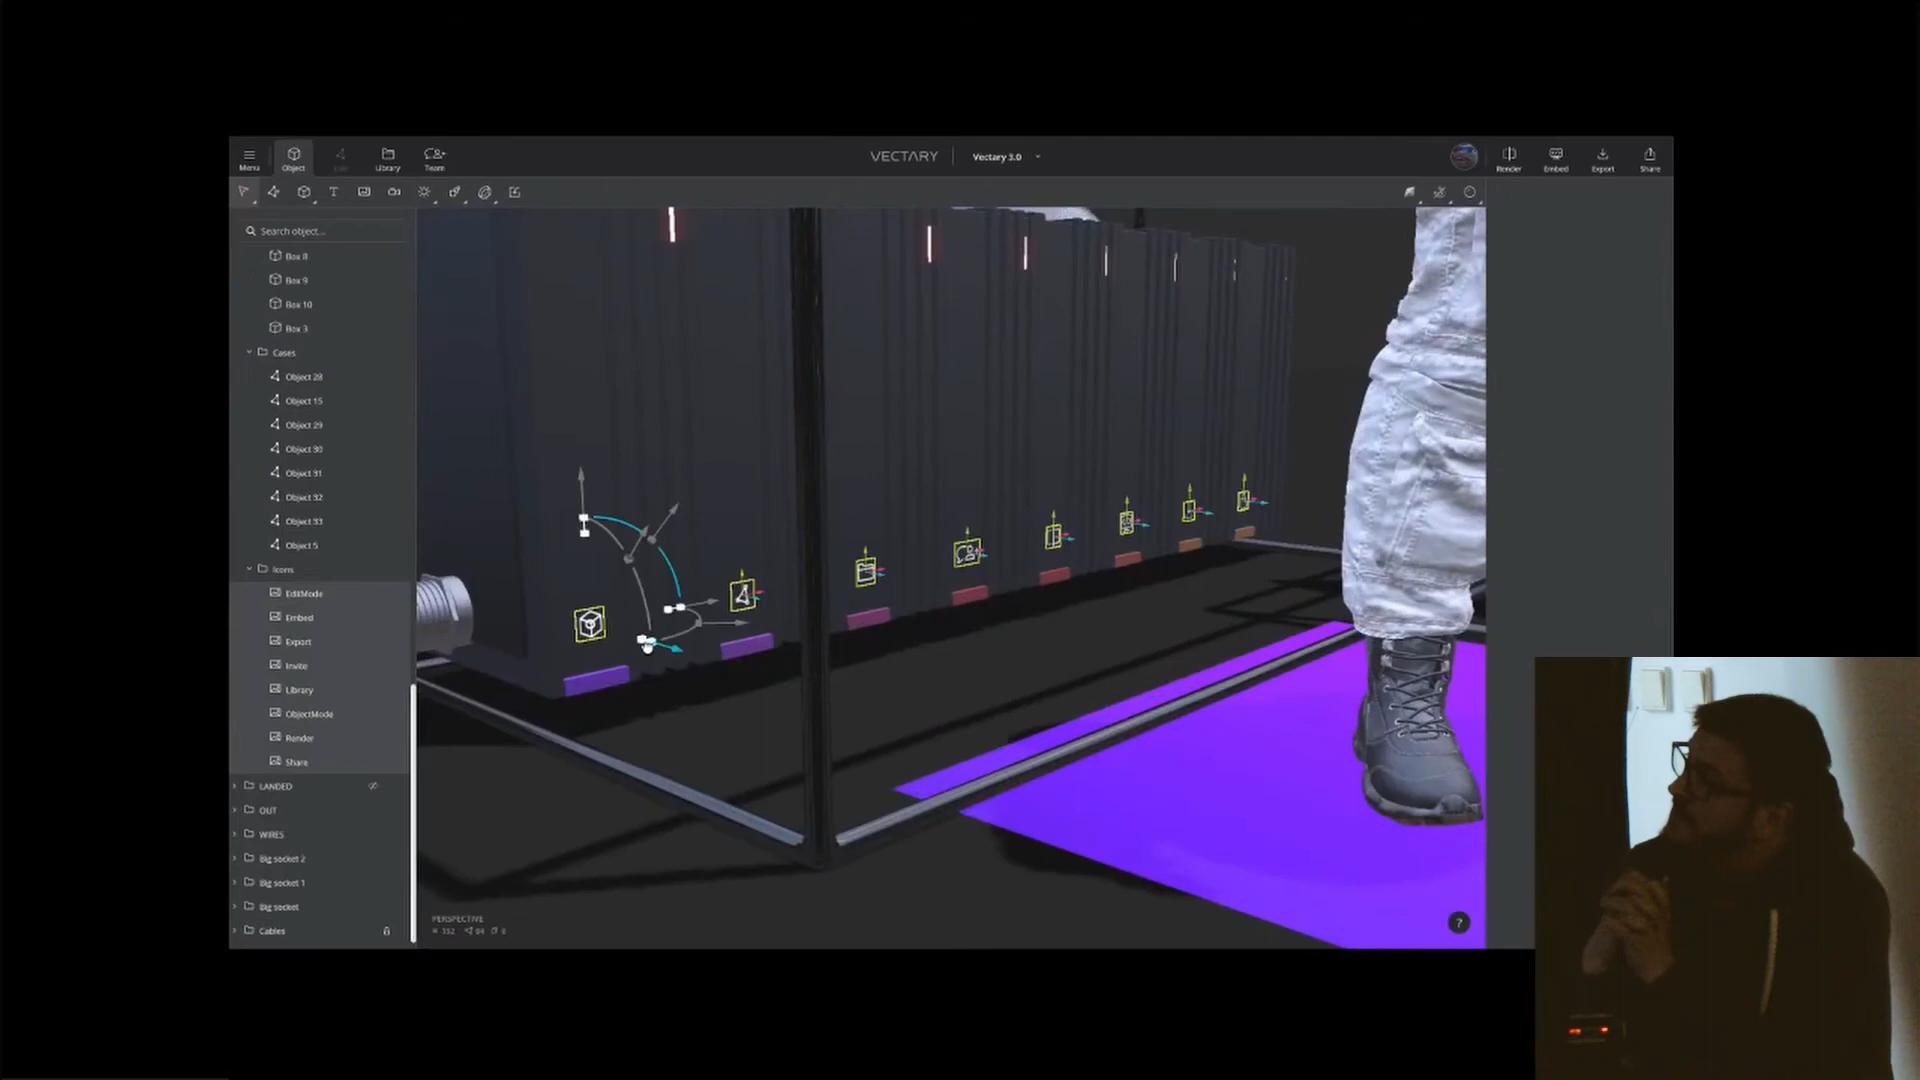 Menu
Object
Library
Team
VECTARY
Vectary 3.0
Render
Embed
Export
Share
T
Search object...
Box 8
Box 9
Box 10
Box 3
Cases
Object 28
Object 15
Object 29
Object 30
Object 31
Object 32
Object 33
Object 5
Icons
EditMode
Embed
Export
Invite
Library
ObjectMode
Render
Share
LANDED
OUT
WIRES
Big socket 2
Big socket 1
Big socket
Cables
PERSPECTIVE
?